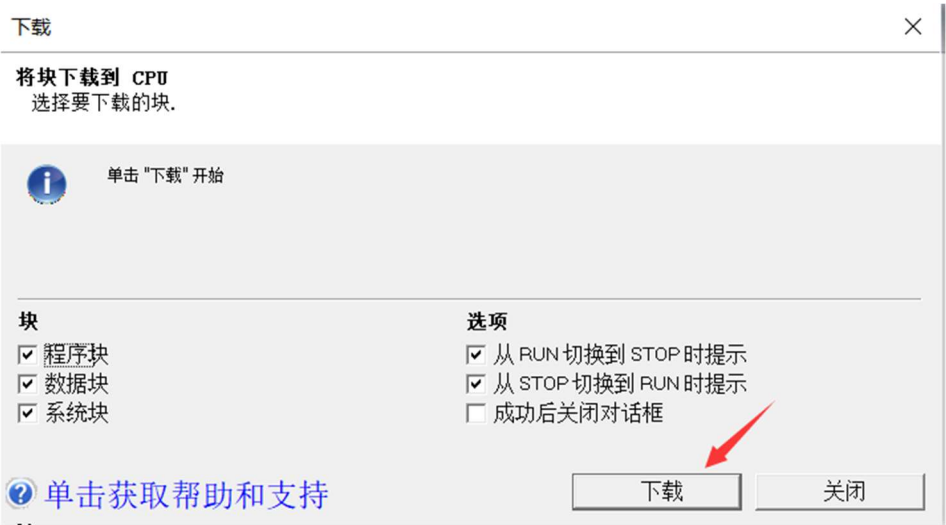 下载
将块下载到 CPU
选择要下载的块.
单击 "下载" 开始
块
选项
程序块
从 RUN 切换到 STOP 时提示
数据块
从 STOP 切换到 RUN 时提示
系统块
成功后关闭对话框
单击获取帮助和支持
下载
关闭